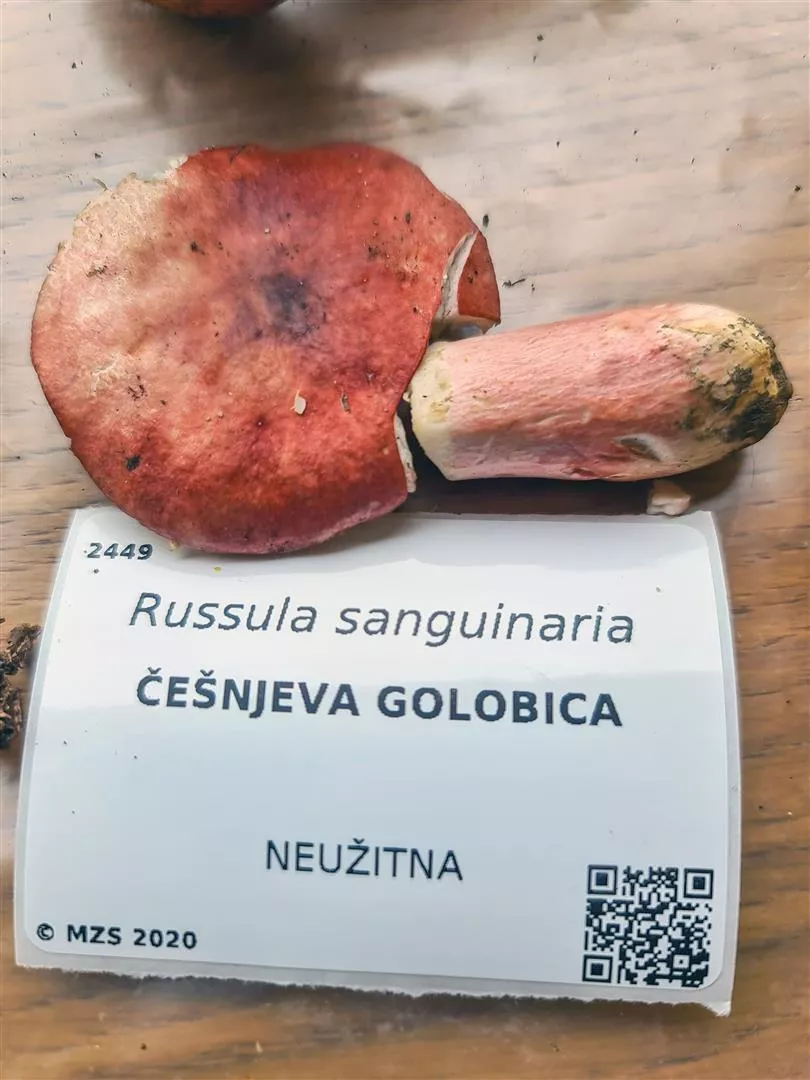 2449
Russula sanguinaria
ČEŠNJEVA GOLOBICA
NEUŽITNA
© MZS 2020